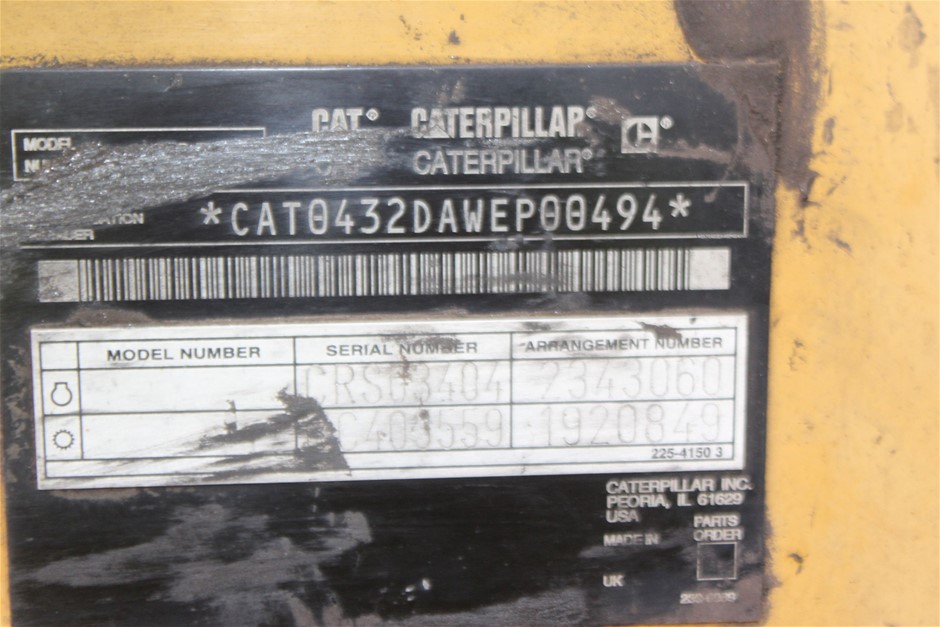 CAT® CATERPILLAR® C®
MODEL
CATERPILLAR®
*CAT0432DAWEP00494*
MODEL NUMBER SERIAL NUMBER ARRANGEMENT NUMBER
CRS03404 2343060
403559 1920849
225-4150 3
CATERPILLAR INC.
PEORIA, IL 61629
USA
PARTS
ORDER
MADE IN
UK